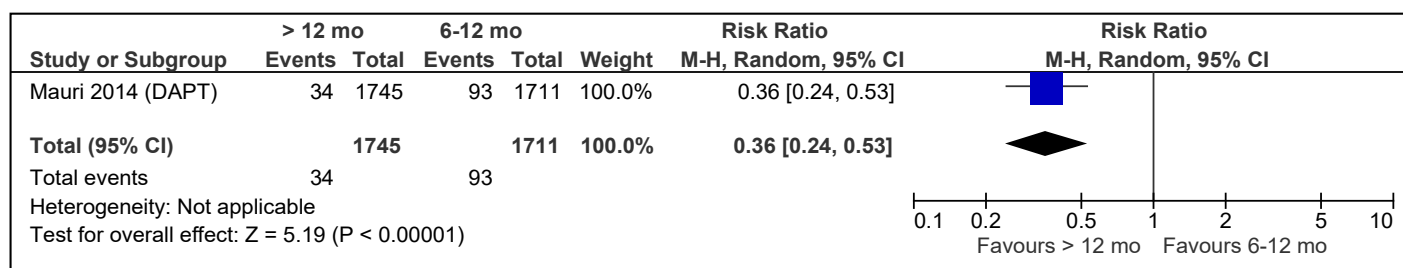 > 12 mo 6-12 mo Risk Ratio Risk Ratio
Study or Subgroup Events Total Events Total Weight M-H, Random, 95% CI M-H, Random, 95% CI
Mauri 2014 (DAPT) 34 1745 93 1711 100.0% 0.36 [0.24, 0.53]
Total (95% CI) 1745 1711 100.0% 0.36 [0.24, 0.53]
Total events 34 93
Heterogeneity: Not applicable
Test for overall effect: Z = 5.19 (P < 0.00001)
0.1 0.2 0.5 1 2 5 10
Favours > 12 mo Favours 6-12 mo